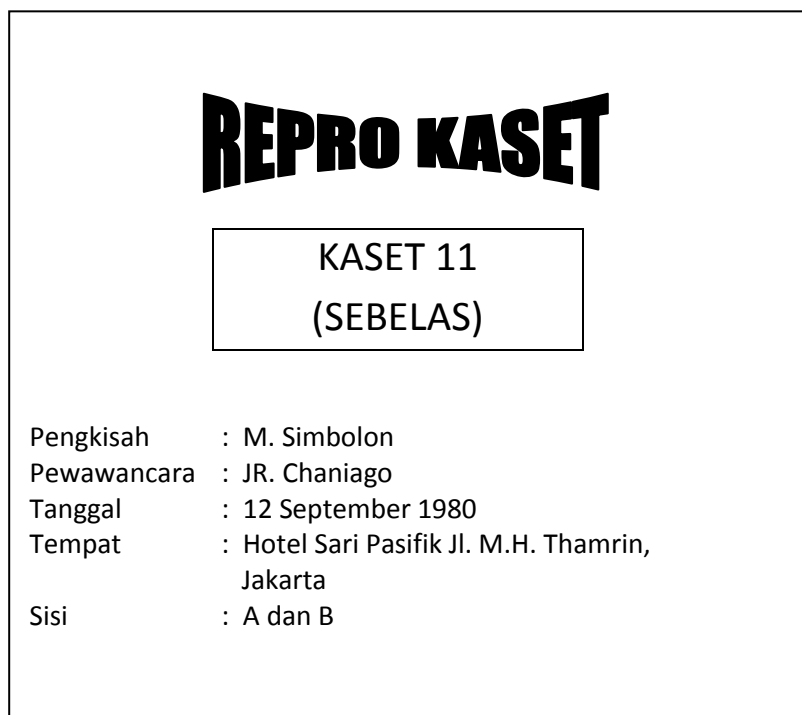 REPRO KASET
KASET 11
(SEBELAS)
Pengkisah : M. Simbolon
Pewawancara : JR. Chaniago
Tanggal : 12 September 1980
Tempat : Hotel Sari Pasifik Jl. M.H. Thamrin,
Jakarta
Sisi : A dan B